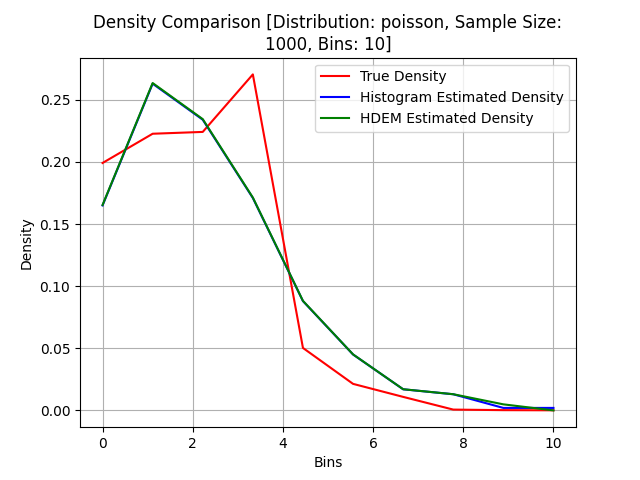 Density Comparison [Distribution: poisson, Sample Size:
1000, Bins: 10]
True Density
Histogram Estimated Density
HDEM Estimated Density
Density
0.25
0.20
0.15
0.10
0.05
0.00
0 2 4 6 8 10
Bins